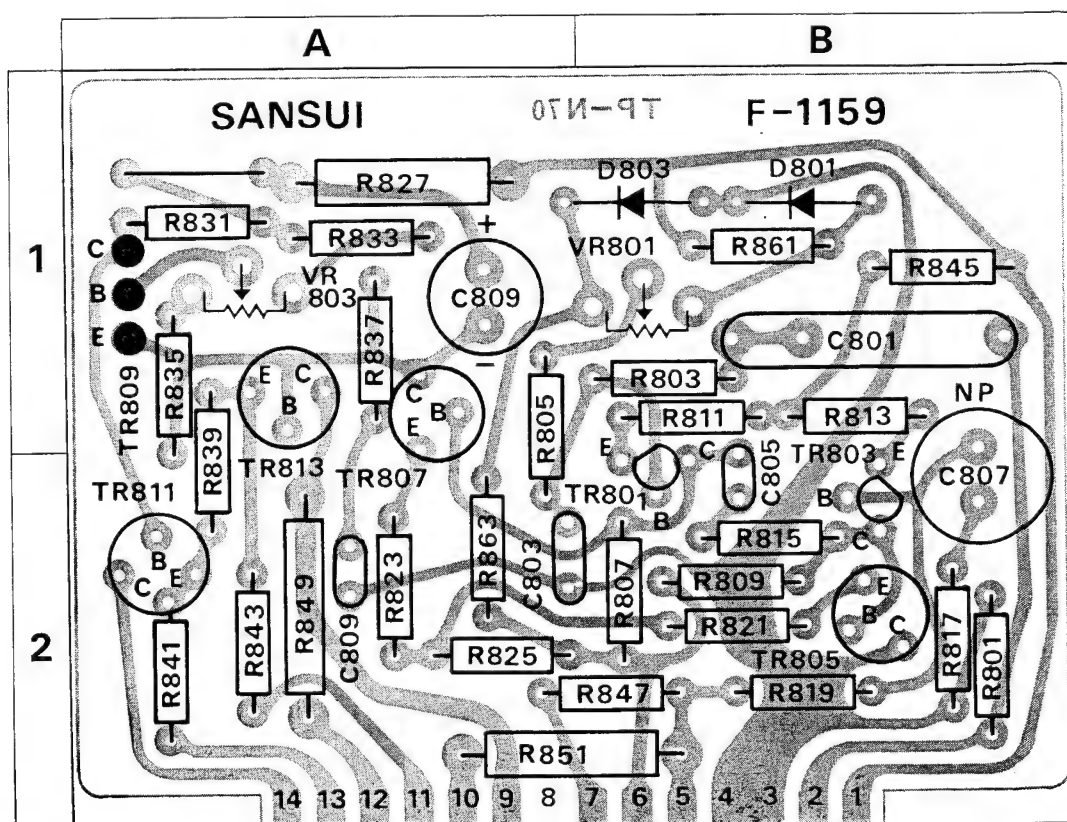 A B
SANSUI TP-N70 F-1159
1
R827 D803 D801
R831 R833 + VR801 R861
C
B
E
VR
803
C809
-
R845
R835 R837 C801
TR809
E C
B
C
B
E
R803
R805
R811 R813 NP
R839
TR813 TR807
E C
B
TR801
C805
TR803 E
B
C
C807
TR811
B
C E
2
R863
R815
R849 C809 R823 C803 R807 R809
E
B
C
R843
R821
R817 R801
R841
R825 TR805
R847 R819
R851
14 13 12 11 10 9 8 7 6 5 4 3 2 1